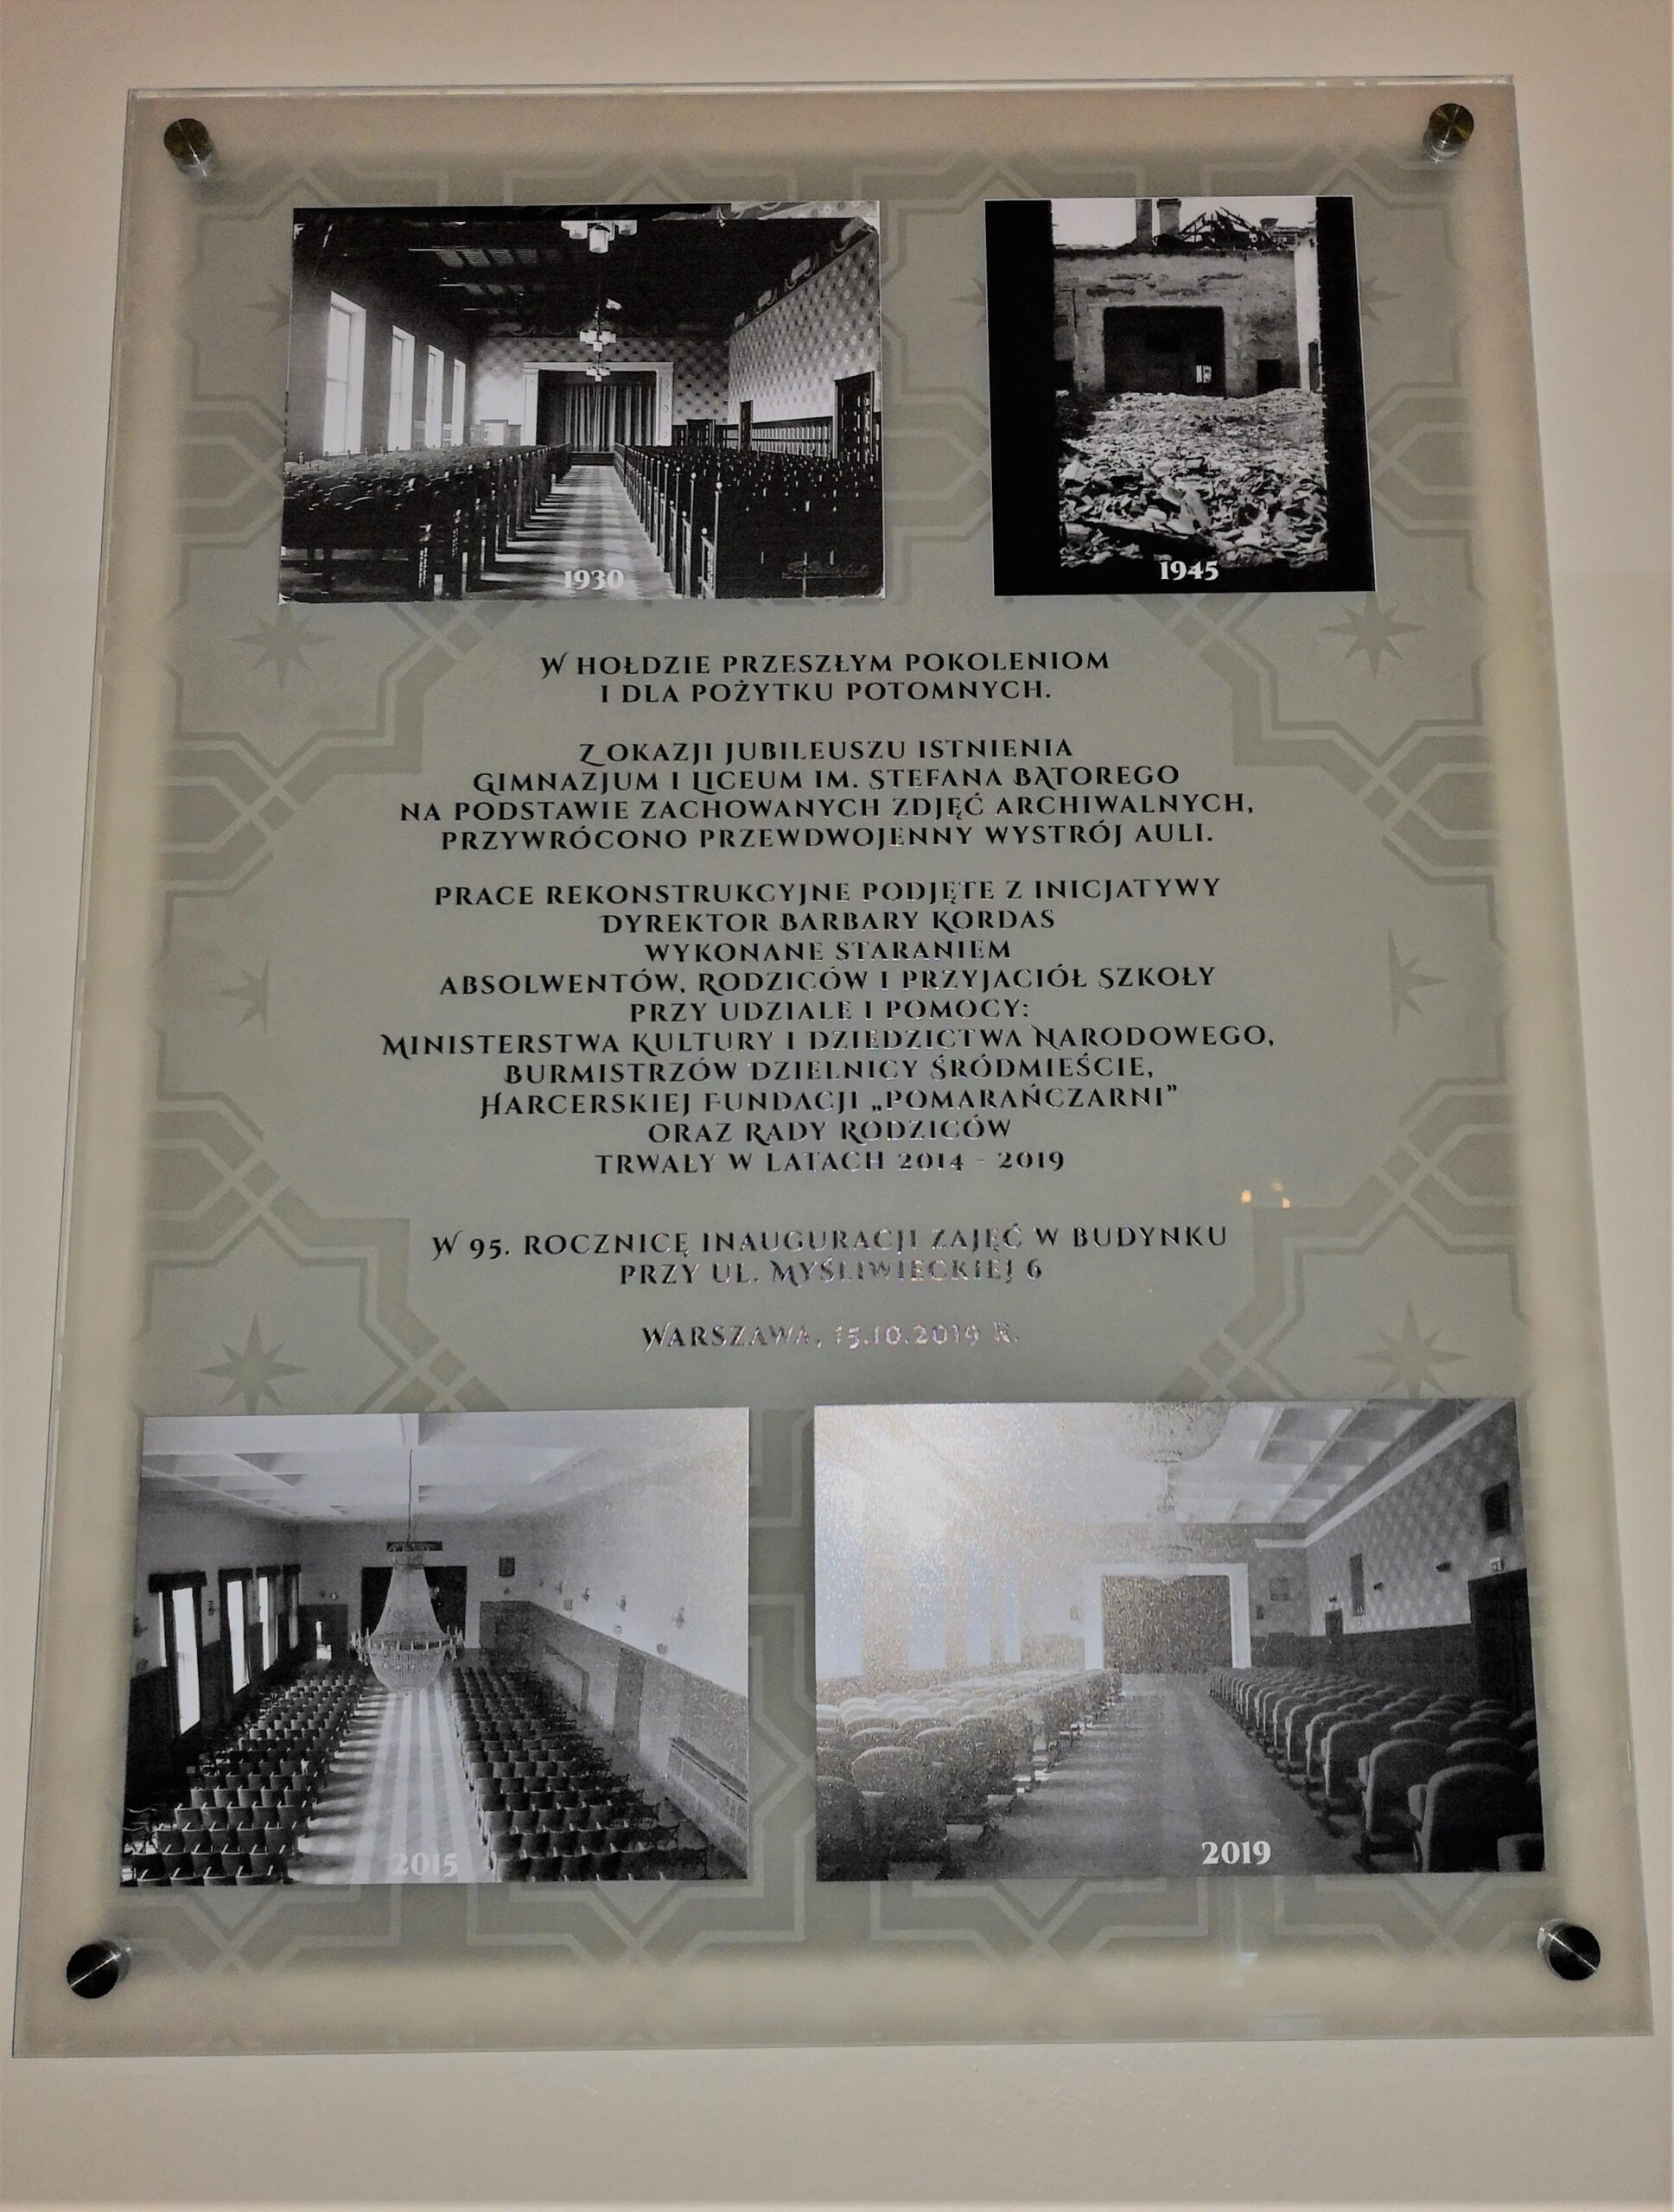 1930
1945
W HOŁDZIE PRZESZŁYM POKOLENIOM
I DLA POŻYTKU POTOMNYCH.
Z OKAZJI JUBILEUSZU ISTNIENIA
GIMNAZJUM I LICEUM IM. STEFANA BATOREGO
NA PODSTAWIE ZACHOWANYCH ZDJĘĆ ARCHIWALNYCH,
PRZYWRÓCONO PRZEWDWOJENNY WYSTRÓJ AULI.
PRACE REKONSTRUKCYJNE PODJĘTE Z INICJATYWY
DYREKTOR BARBARY KORDAS
WYKONANE STARANIEM
ABSOLWENTÓW, RODZICÓW I PRZYJACIÓŁ SZKOŁY
PRZY UDZIALE I POMOCY:
MINISTERSTWA KULTURY I DZIEDZICTWA NARODOWEGO,
BURMISTRZÓW DZIELNICY ŚRÓDMIEŚCIE,
HARCERSKIEJ FUNDACJI „POMARAŃCZARNI”
ORAZ RADY RODZICÓW
TRWAŁY W LATACH 2014 - 2019
W 95. ROCZNICĘ INAUGURACJI ZAJĘĆ W BUDYNKU
PRZY UL. MYŚLIWIECKIEJ 6
WARSZAWA, 15.10.2019 R.
2015
2019